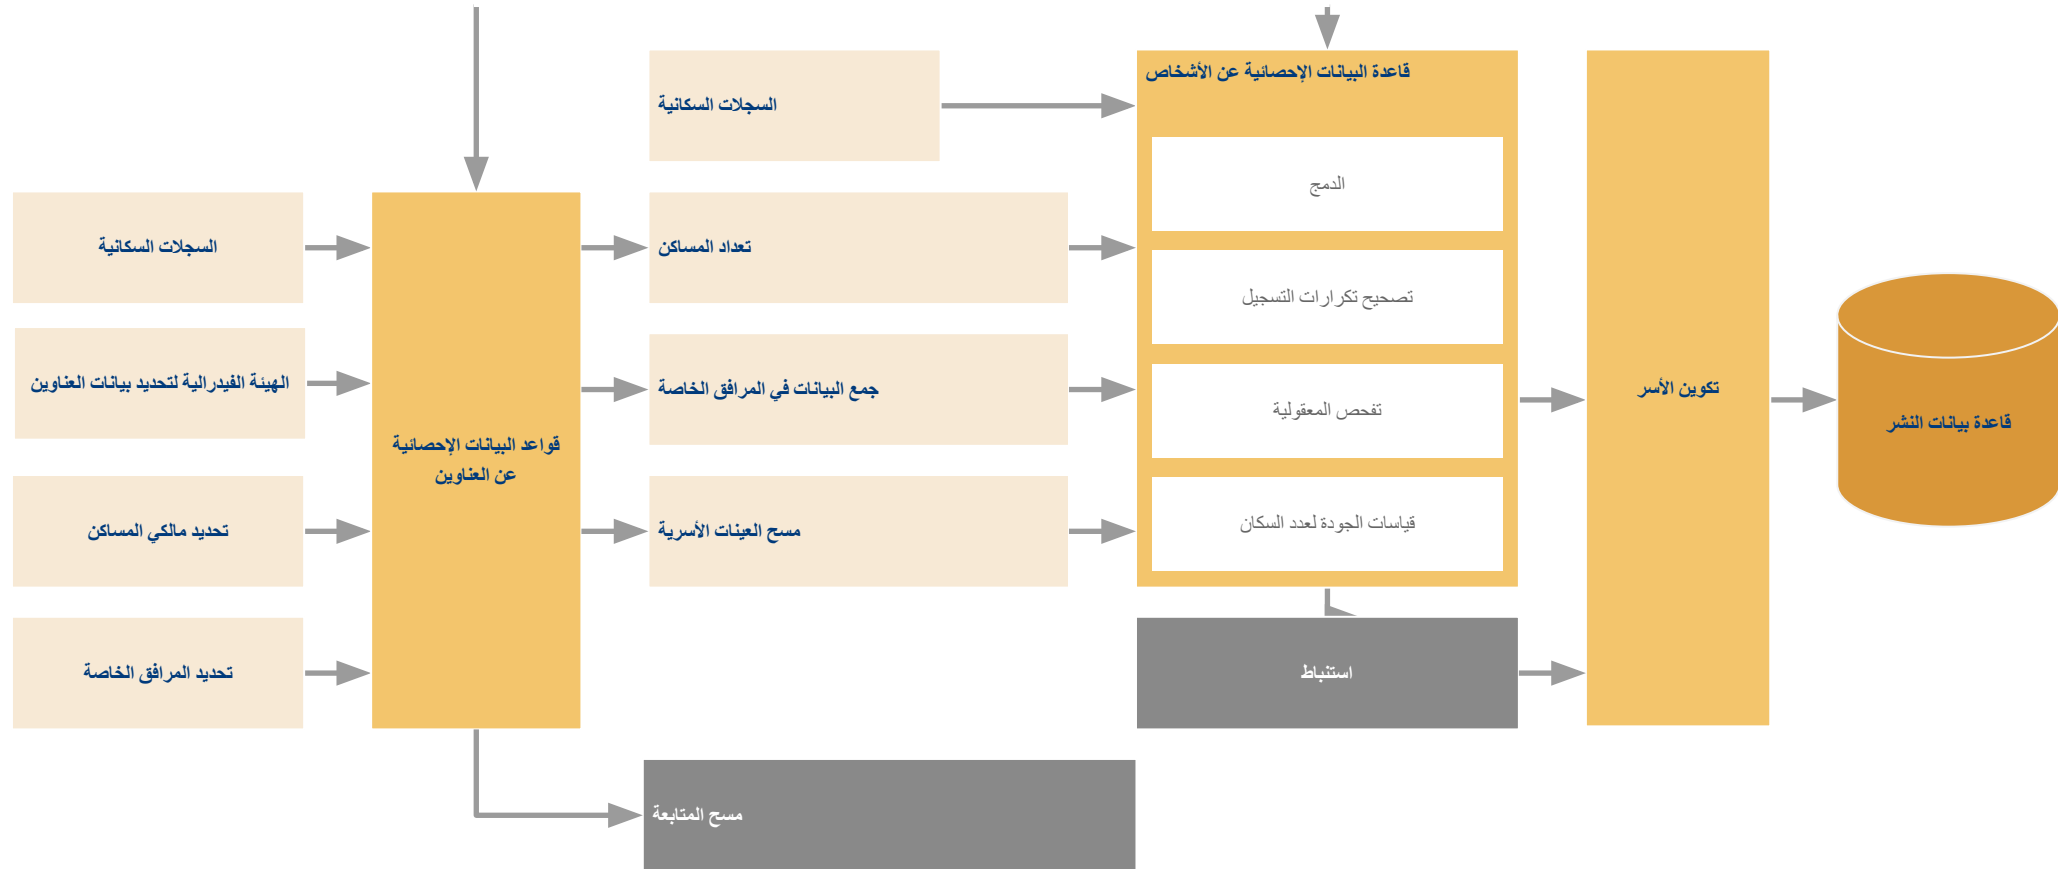 السجلات السكانية
الهيئة الفيدرالية لتحديد بيانات العناوين
تحديد مالكي المساكن
تحديد المرافق الخاصة
قواعد البيانات الإحصائية
عن العناوين
السجلات السكانية
تعداد المساكن
جمع البيانات في المرافق الخاصة
مسح العينات الأسرية
مسح المتابعة
قاعدة البيانات الإحصائية عن الأشخاص
الدمج
تصحيح تكرارات التسجيل
تفحص المعقولية
قياسات الجودة لعدد السكان
استنباط
تكوين الأسر
قاعدة بيانات النشر